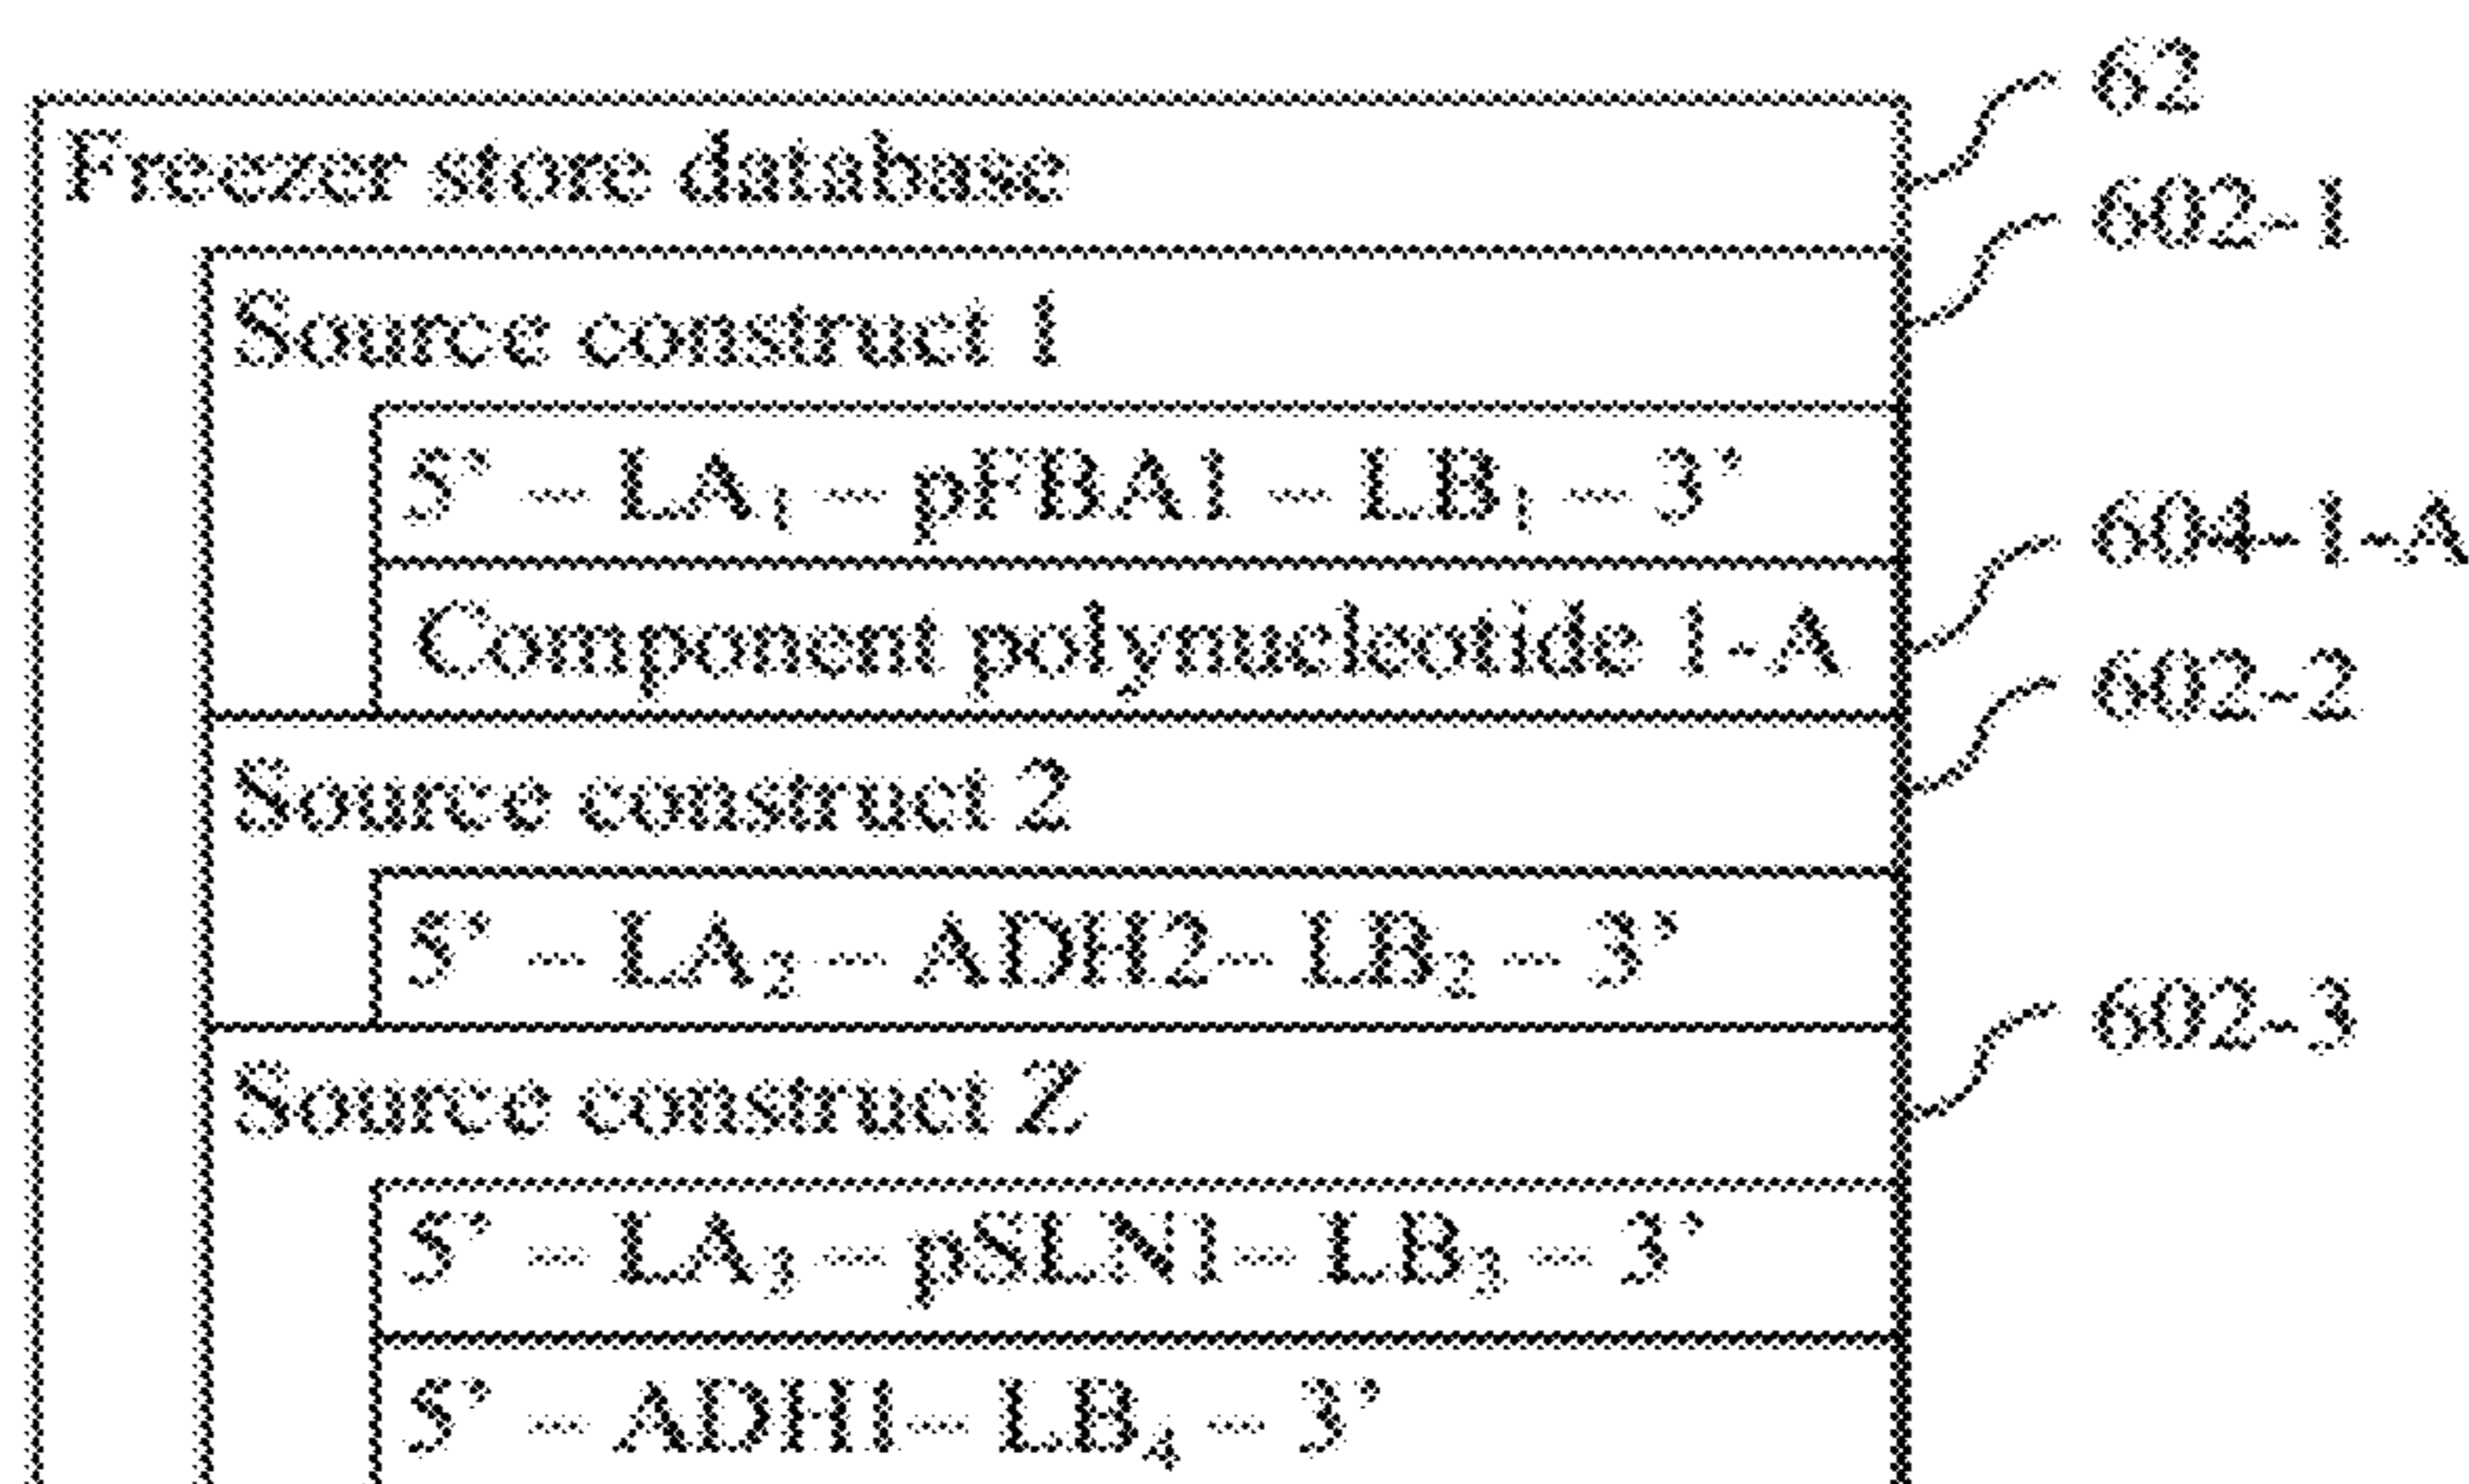 62
Freezer store database
602-1
Source construct 1
5’ – LA₁ – pFBA1 – LB₁ – 3’
604-1-A
Component polynucleotide 1-A
602-2
Source construct 2
5’ – LA₂ – ADH2– LB₂ – 3’
602-3
Source construct Z
5’ – LA₃ – pSLN1– LB₃ – 3’
5’ – ADH1– LB₄ – 3’